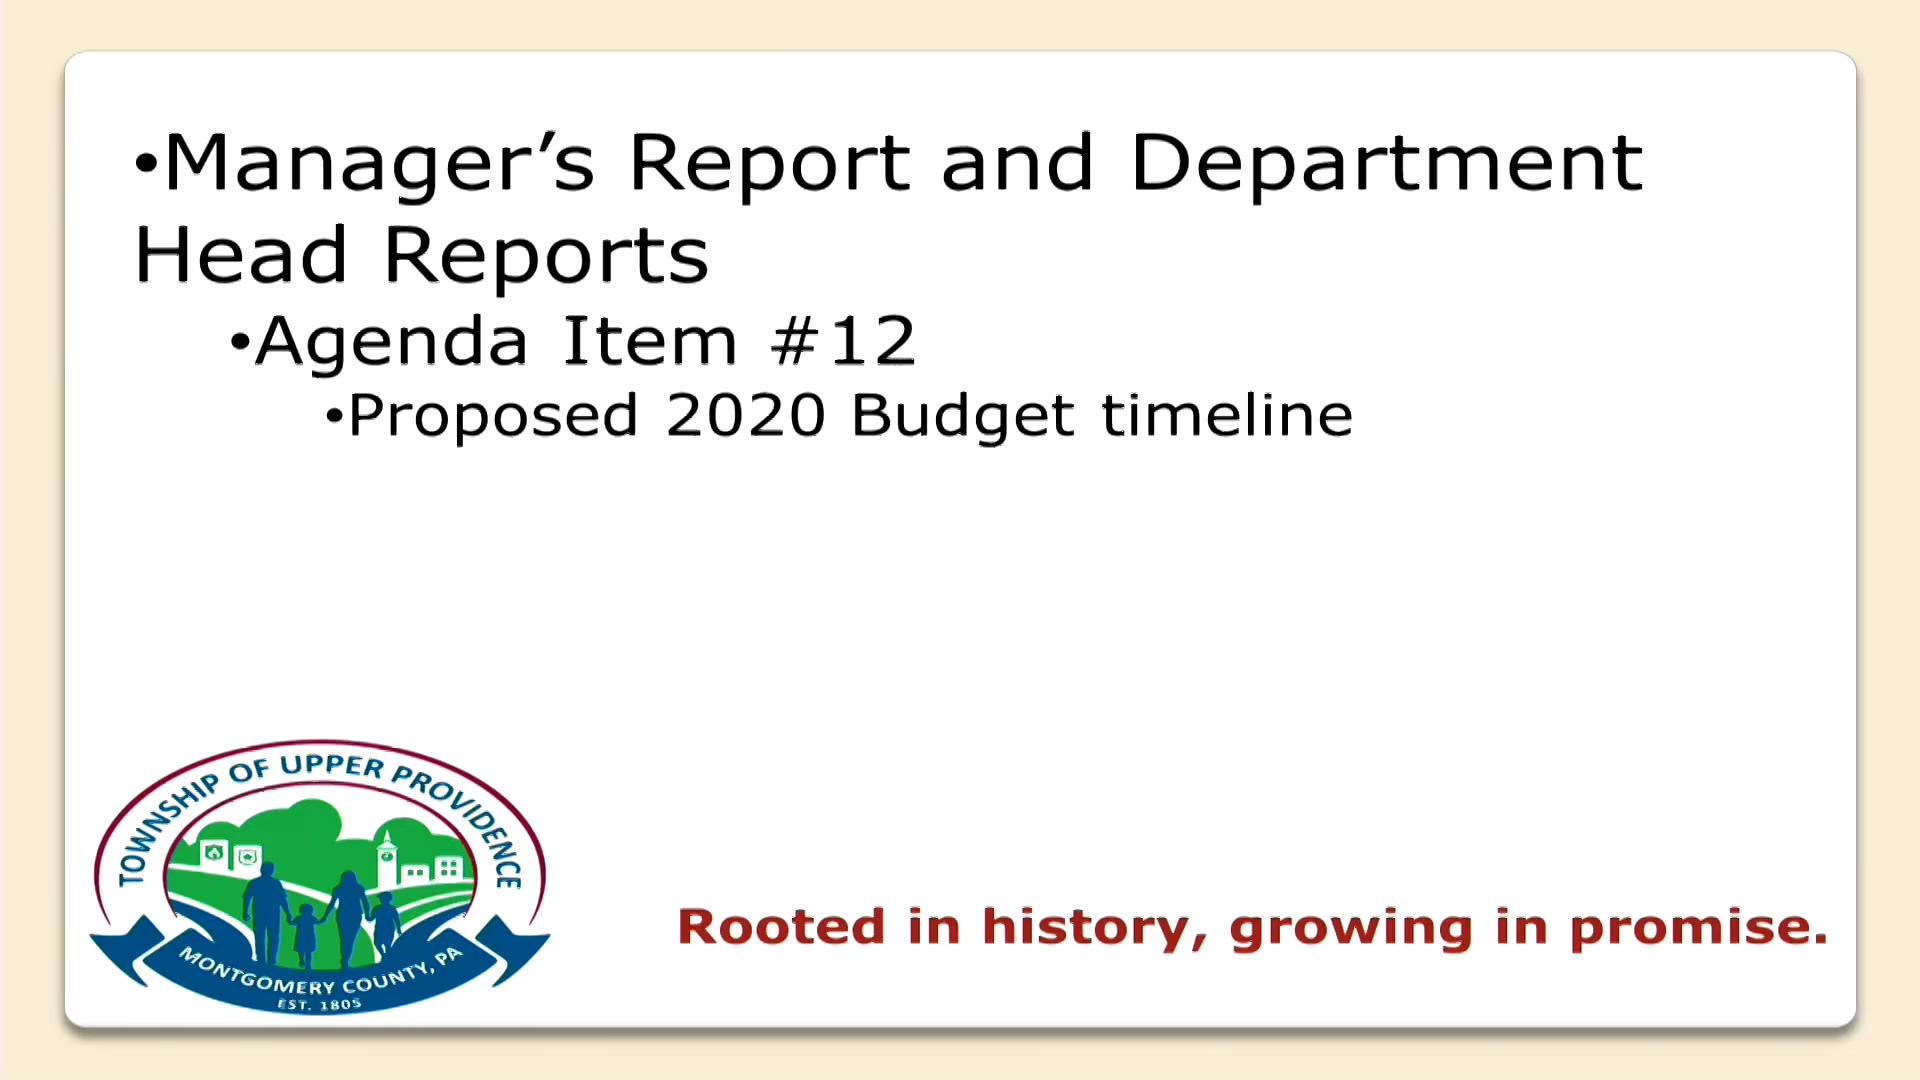 •Manager’s Report and Department
Head Reports
•Agenda Item #12
•Proposed 2020 Budget timeline
TOWNSHIP OF UPPER PROVIDENCE
MONTGOMERY COUNTY, PA
EST. 1805
Rooted in history, growing in promise.